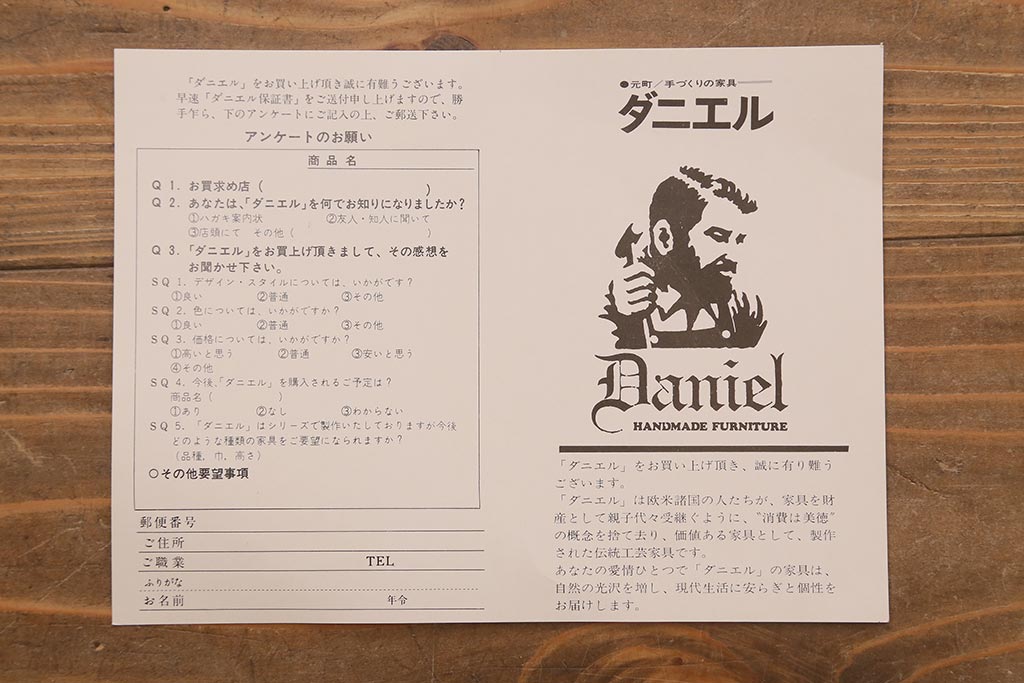 「ダニエル」をお買い上げ頂き誠に有難うございます。
早速「ダニエル保証書」をご送付申し上げますので、勝
手乍ら、下のアンケートにご記入の上、ご郵送下さい。
アンケートのお願い
商品名
Q1. お買求め店(　　　)
Q2. あなたは、「ダニエル」を何でお知りになりましたか?
①ハガキ案内状　②友人・知人に聞いて
③店頭にて　その他(　　　)
Q3. 「ダニエル」をお買上げ頂きまして、その感想を
お聞かせ下さい。
SQ1. デザイン・スタイルについては、いかがです?
①良い　②普通　③その他
SQ2. 色については、いかがですか?
①良い　②普通　③その他
SQ3. 価格については、いかがですか?
①高いと思う　②普通　③安いと思う
④その他
SQ4. 今後、「ダニエル」を購入されるご予定は?
商品名(　　　)
①あり　②なし　③わからない
SQ5. 「ダニエル」はシリーズで製作いたしておりますが今後
どのような種類の家具をご要望になられますか?
(品種, 巾, 高さ)
○その他要望事項
郵便番号
ご住所
ご職業　TEL
ふりがな
お名前　年令
●元町/手づくりの家具
ダニエル
Daniel
HANDMADE FURNITURE
「ダニエル」をお買い上げ頂き、誠に有り難う
ございます。
「ダニエル」は欧米諸国の人たちが、家具を財
産として親子代々受継ぐように、"消費は美徳"
の概念を捨て去り、価値ある家具として、製作
された伝統工芸家具です。
あなたの愛情ひとつで「ダニエル」の家具は、
自然の光沢を増し、現代生活に安らぎと個性を
お届けします。